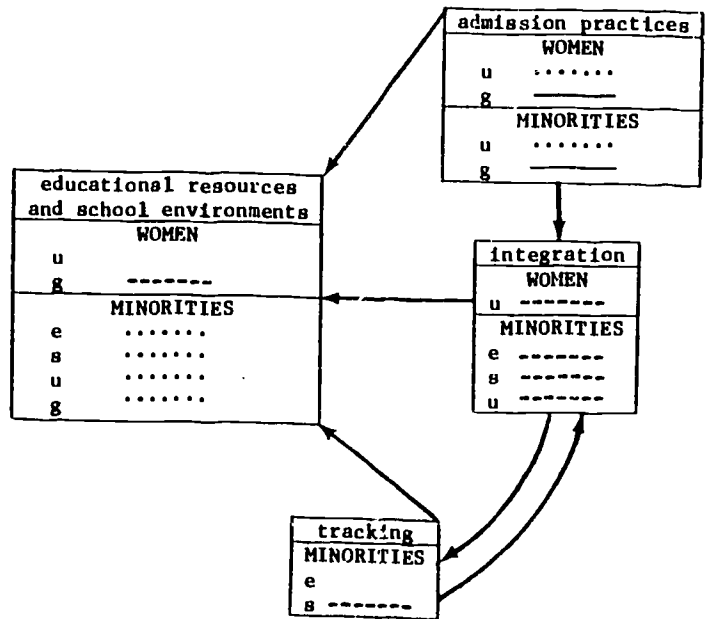 admission practices
WOMEN
u .......
g ———
MINORITIES
u .......
g ———
educational resources
and school environments
WOMEN
u
g -------
MINORITIES
e .......
s .......
u .......
g .......
integration
WOMEN
u -------
MINORITIES
e -------
s -------
u -------
tracking
MINORITIES
e
s -------